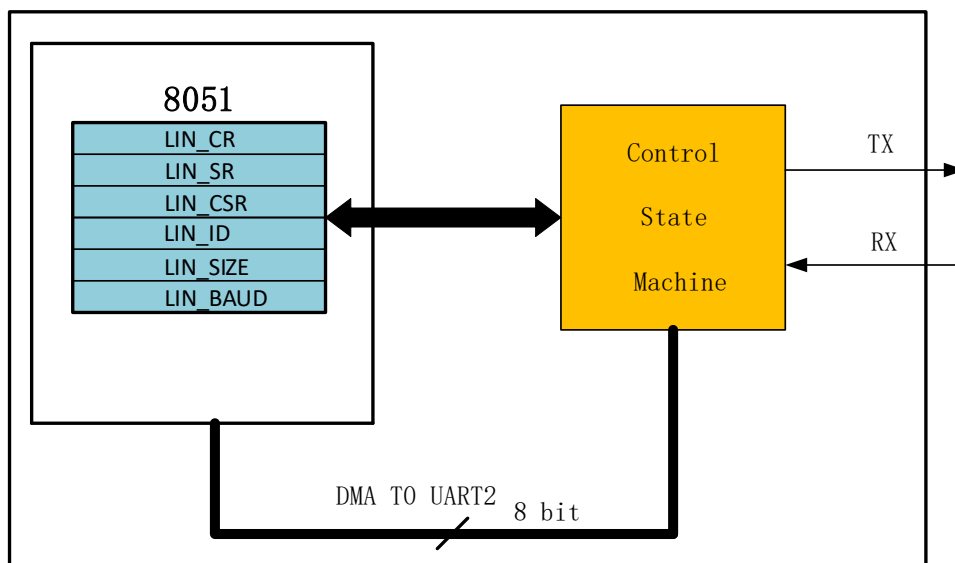 8051
LIN_CR
LIN_SR
LIN_CSR
LIN_ID
LIN_SIZE
LIN_BAUD
Control
State
Machine
TX
RX
DMA TO UART2
8 bit